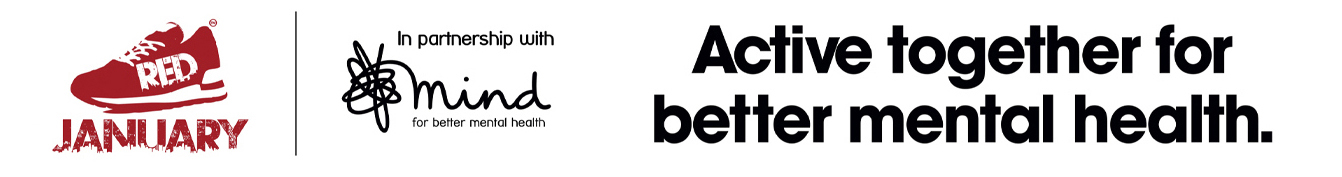 RED
JANUARY
In partnership with
mind
for better mental health
Active together for
better mental health.